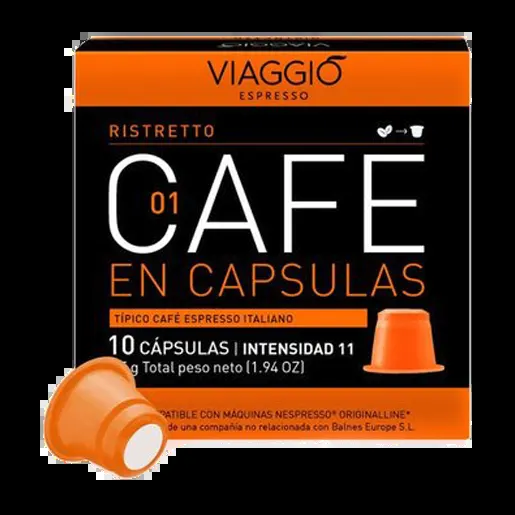 VIAGGIO
ESPRESSO
RISTRETTO
01
CAFE
EN CAPSULAS
TÍPICO CAFÉ ESPRESSO ITALIANO
10 CÁPSULAS | INTENSIDAD 11
g Total peso neto (1.94 OZ)
CON MÁQUINAS NESPRESSO® ORIGINALLINE*
de una compañía no relacionada con Balnes Europe S.L.